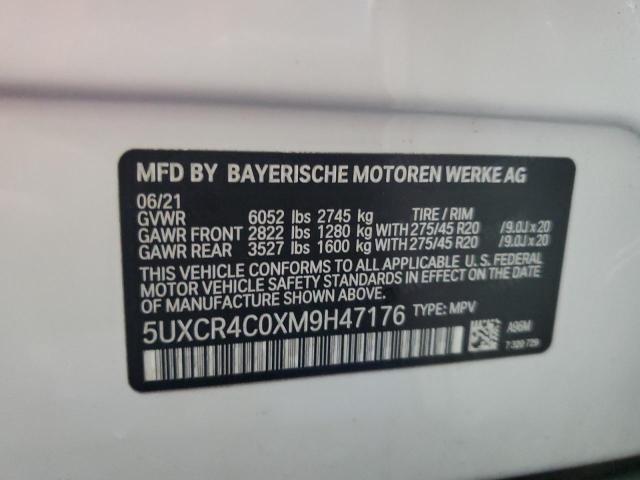 MFD BY BAYERISCHE MOTOREN WERKE AG
06/21
GVWR 6052 lbs 2745 kg TIRE / RIM
GAWR FRONT 2822 lbs 1280 kg WITH 275/45 R20 /9.0J x 20
GAWR REAR 3527 lbs 1600 kg WITH 275/45 R20 /9.0J x 20
THIS VEHICLE CONFORMS TO ALL APPLICABLE U. S. FEDERAL
MOTOR VEHICLE SAFETY STANDARDS IN EFFECT ON THE DATE
OF MANUFACTURE SHOWN ABOVE.
5UXCR4C0XM9H47176 TYPE: MPV
A96M
7 320 729